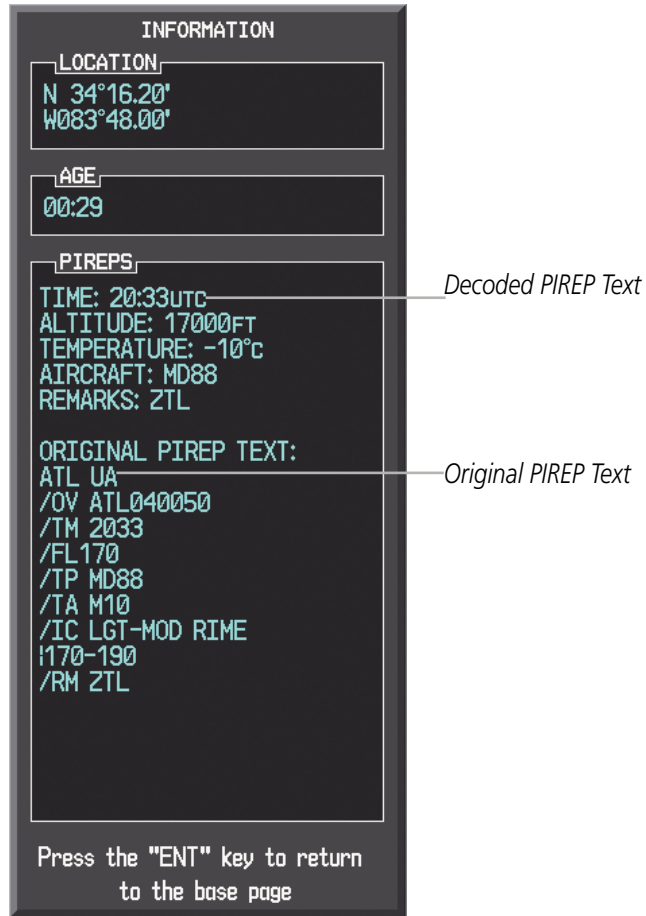 INFORMATION
LOCATION
N 34°16.20'
W083°48.00'
AGE
00:29
PIREPS
TIME: 20:33UTC
ALTITUDE: 17000FT
TEMPERATURE: -10°C
AIRCRAFT: MD88
REMARKS: ZTL
ORIGINAL PIREP TEXT:
ATL UA
/OV ATL040050
/TM 2033
/FL170
/TP MD88
/TA M10
/IC LGT-MOD RIME
¦170-190
/RM ZTL
Press the "ENT" key to return
to the base page
Decoded PIREP Text
Original PIREP Text